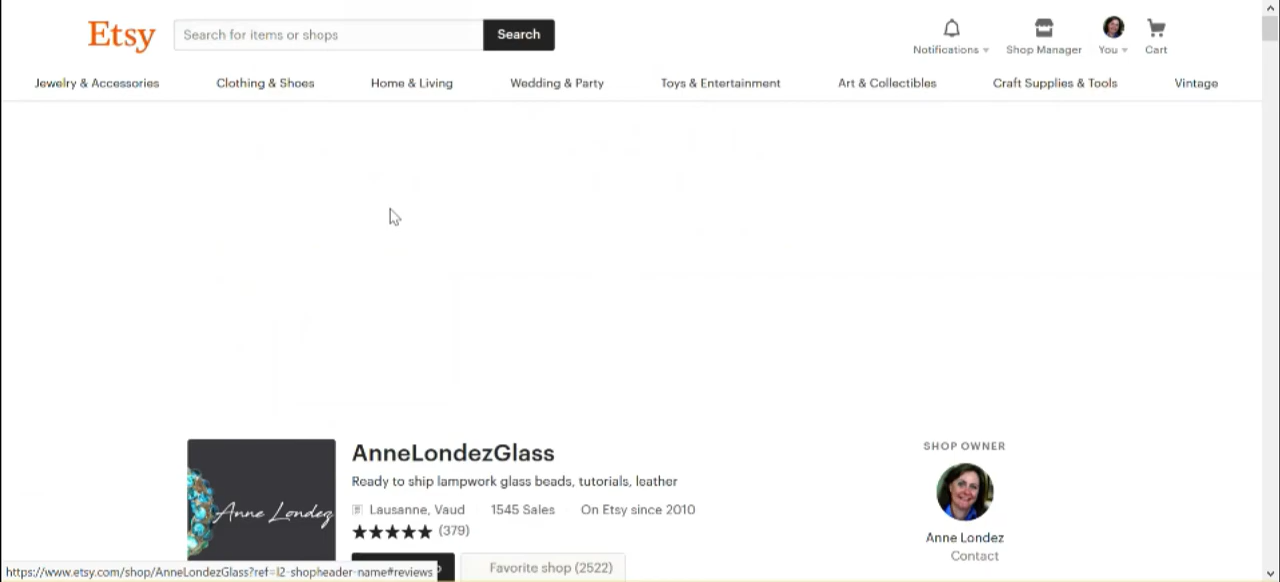 Etsy
Search for items or shops
Search
Notifications
Shop Manager
You
Cart
Jewelry & Accessories
Clothing & Shoes
Home & Living
Wedding & Party
Toys & Entertainment
Art & Collectibles
Craft Supplies & Tools
Vintage
AnneLondezGlass
Ready to ship lampwork glass beads, tutorials, leather
Lausanne, Vaud
1545 Sales
On Etsy since 2010
(379)
Favorite shop (2522)
Anne Londez
SHOP OWNER
Anne Londez
Contact
https://www.etsy.com/shop/AnneLondezGlass?ref=l2-shopheader-name#reviews